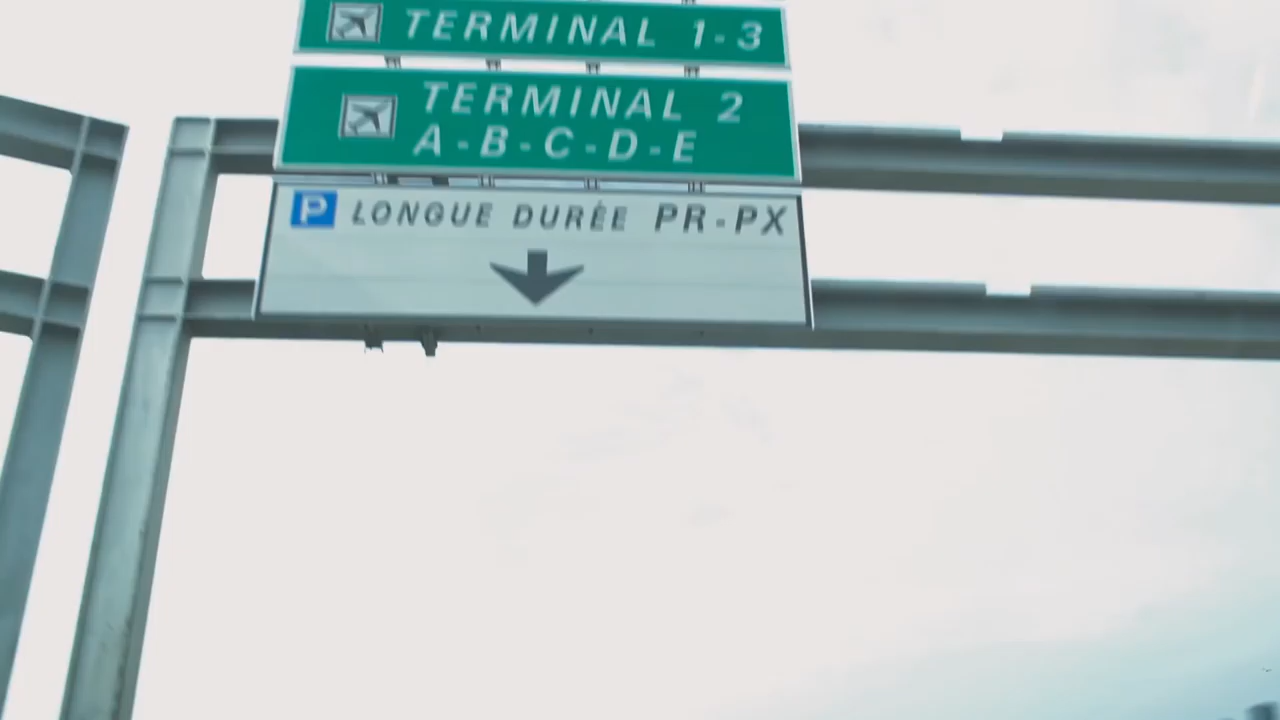 TERMINAL 1-3
TERMINAL 2
A-B-C-D-E
P LONGUE DURÉE PR-PX